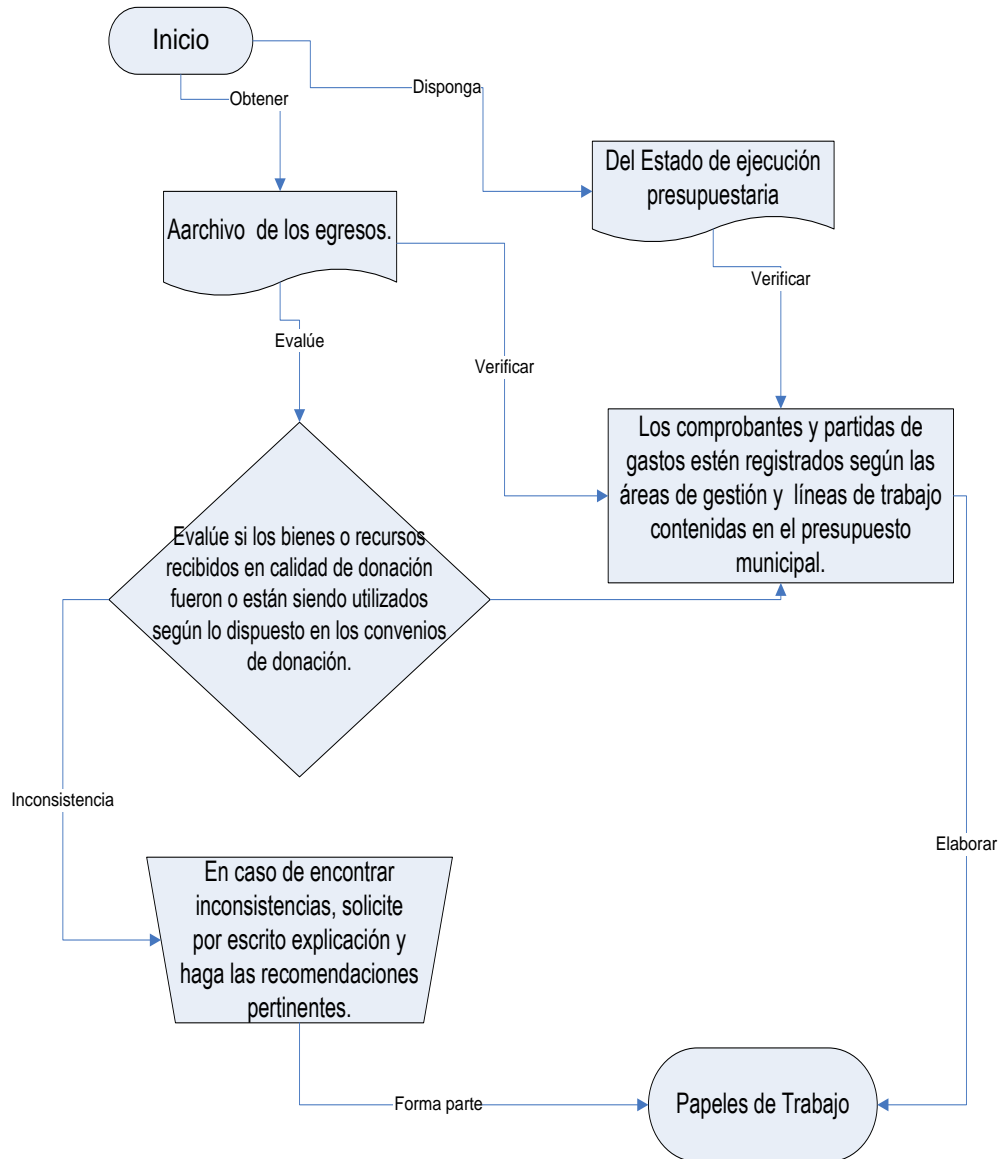 Inicio
Obtener
Disponga
Del Estado de ejecución
presupuestaria
Aarchivo de los egresos.
Verificar
Evalúe
Verificar
Los comprobantes y partidas de
gastos estén registrados según las
áreas de gestión y líneas de trabajo
contenidas en el presupuesto
municipal.
Evalúe si los bienes o recursos
recibidos en calidad de donación
fueron o están siendo utilizados
según lo dispuesto en los convenios
de donación.
Inconsistencia
Elaborar
En caso de encontrar
inconsistencias, solicite
por escrito explicación y
haga las recomendaciones
pertinentes.
Forma parte
Papeles de Trabajo